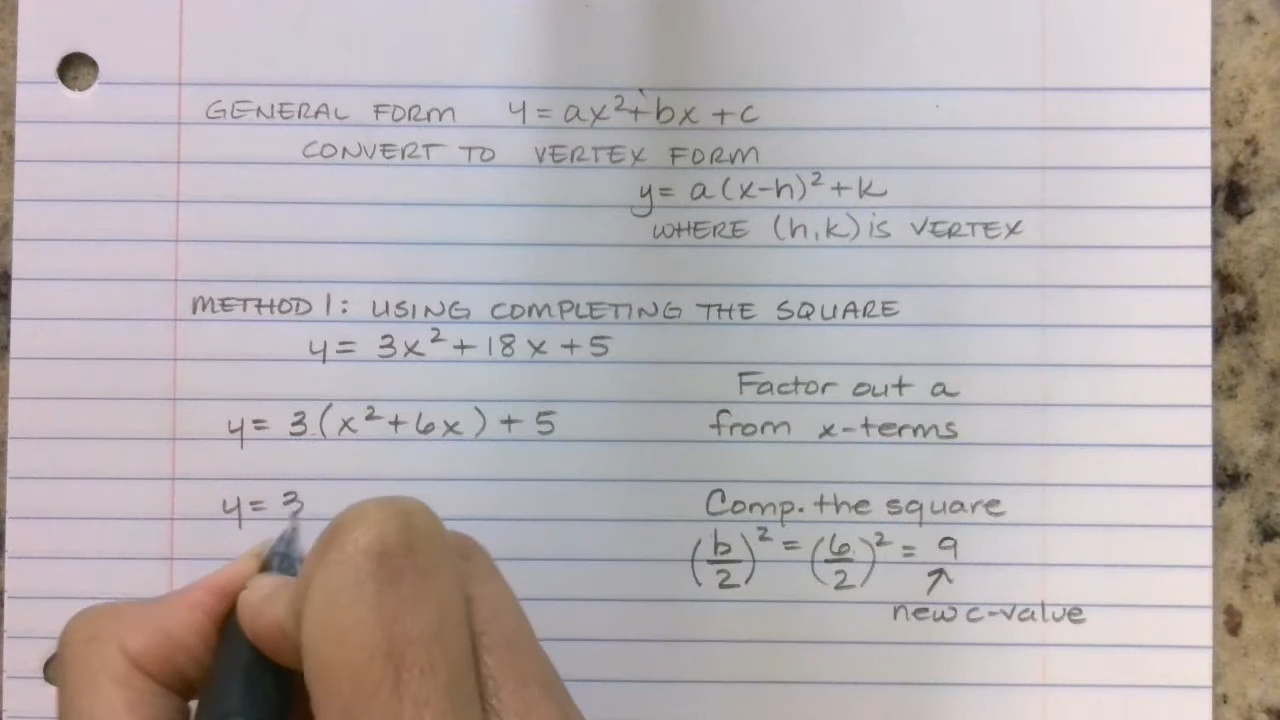 GENERAL FORM y = ax²+bx+c
CONVERT TO VERTEX FORM
y = a(x-h)²+k
WHERE (h,k) is VERTEX
METHOD 1: USING COMPLETING THE SQUARE
y = 3x²+18x+5
Factor out a
y = 3(x²+6x)+5 from x-terms
y = 3 Comp. the square
(b/2)² = (6/2)² = 9
↗
new c-value